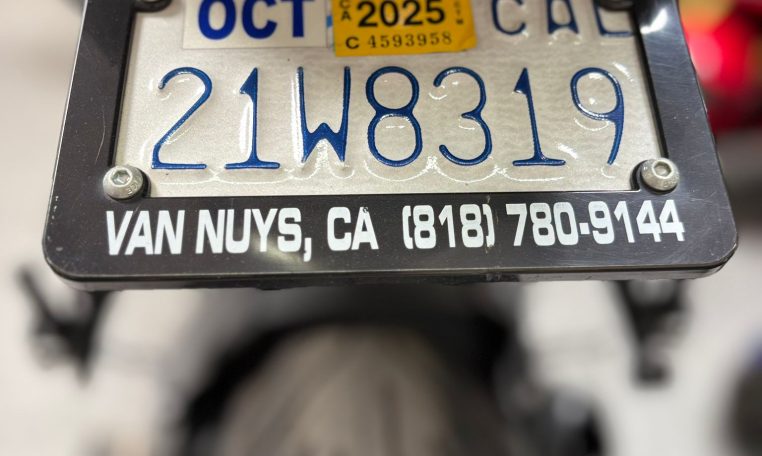 OCT CA 2025 CAL
C 4593958
21W8319
VAN NUYS, CA (818) 780-9144